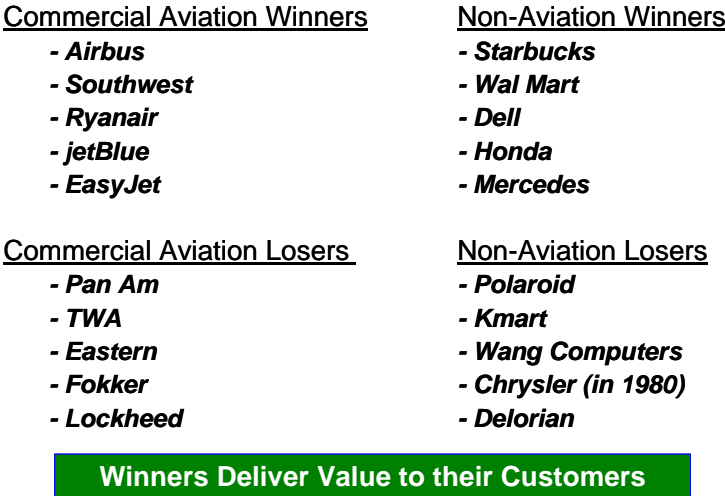 Commercial Aviation Winners
- Airbus
- Southwest
- Ryanair
- jetBlue
- EasyJet
Non-Aviation Winners
- Starbucks
- Wal Mart
- Dell
- Honda
- Mercedes
Commercial Aviation Losers
- Pan Am
- TWA
- Eastern
- Fokker
- Lockheed
Non-Aviation Losers
- Polaroid
- Kmart
- Wang Computers
- Chrysler (in 1980)
- Delorian
Winners Deliver Value to their Customers